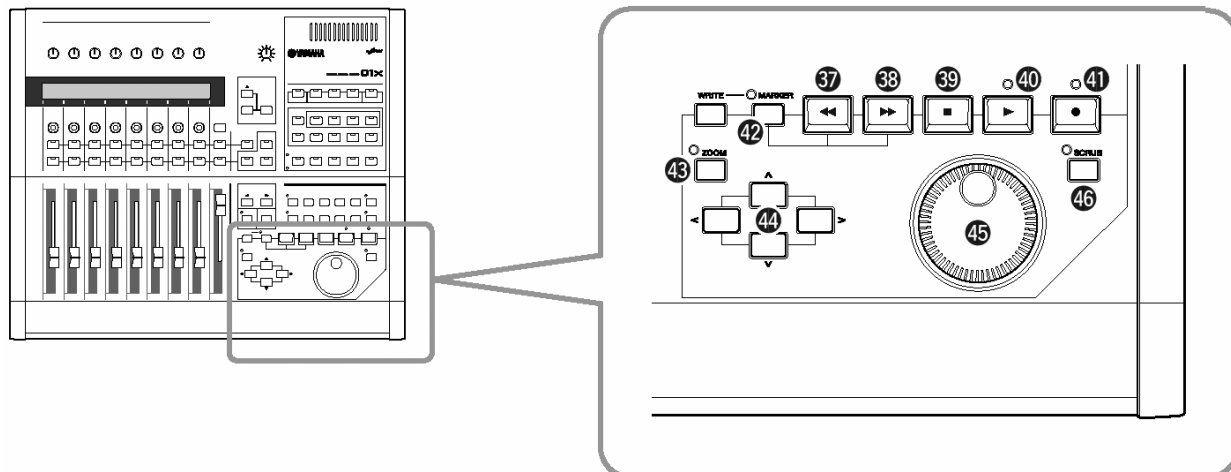 YAMAHA
01X
37 38 39 40 41
WRITE MARKER
42
43 ZOOM
SCRUB
46
44
45